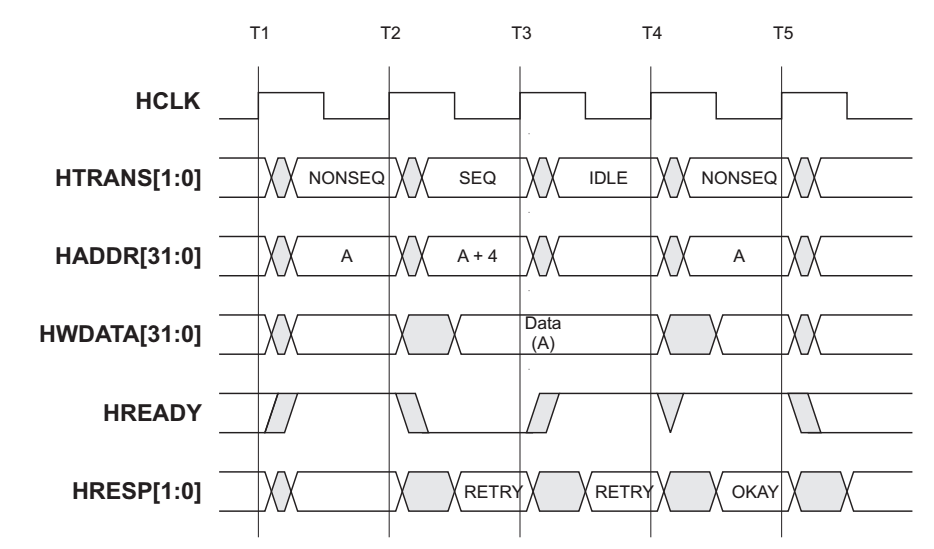 T1 T2 T3 T4 T5
HCLK
HTRANS[1:0] NONSEQ SEQ IDLE NONSEQ
HADDR[31:0] A A + 4 A
HWDATA[31:0] Data
(A)
HREADY
HRESP[1:0] RETRY RETRY OKAY